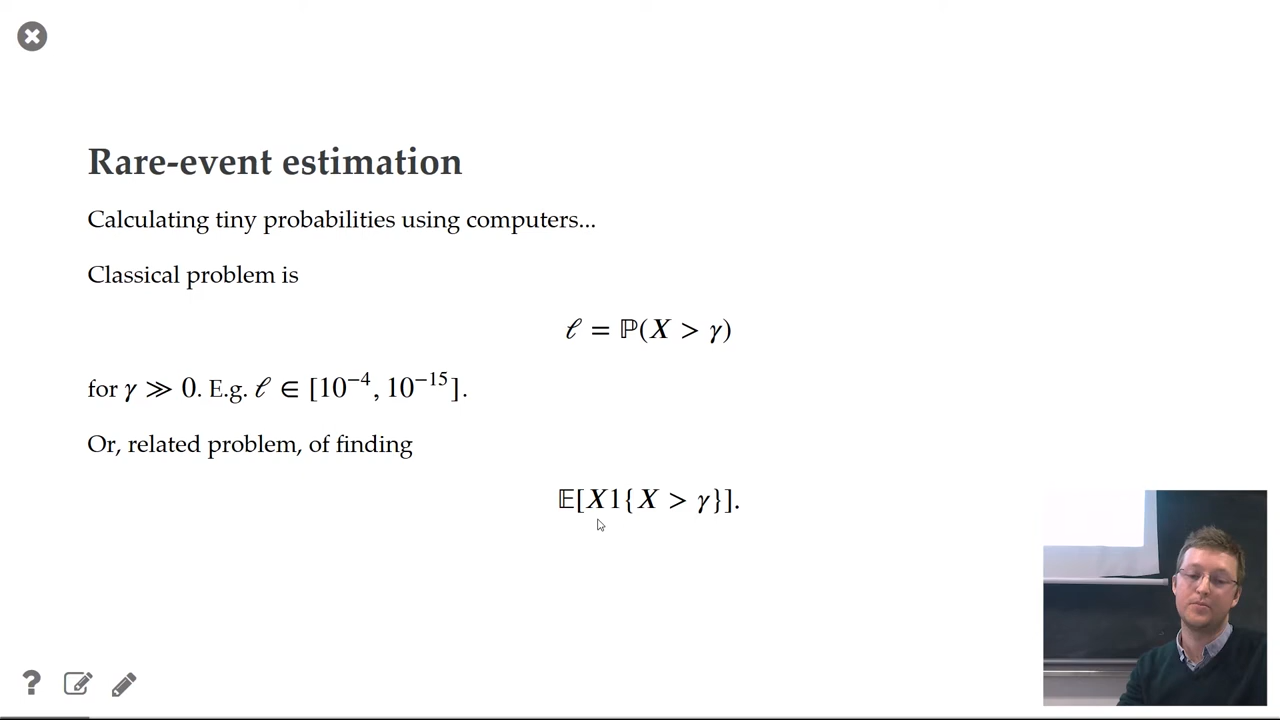 Rare-event estimation
Calculating tiny probabilities using computers...
Classical problem is
ℓ = ℙ(X > γ)
for γ ≫ 0. E.g. ℓ ∈ [10⁻⁴, 10⁻¹⁵].
Or, related problem, of finding
𝔼[X1{X > γ}].
?